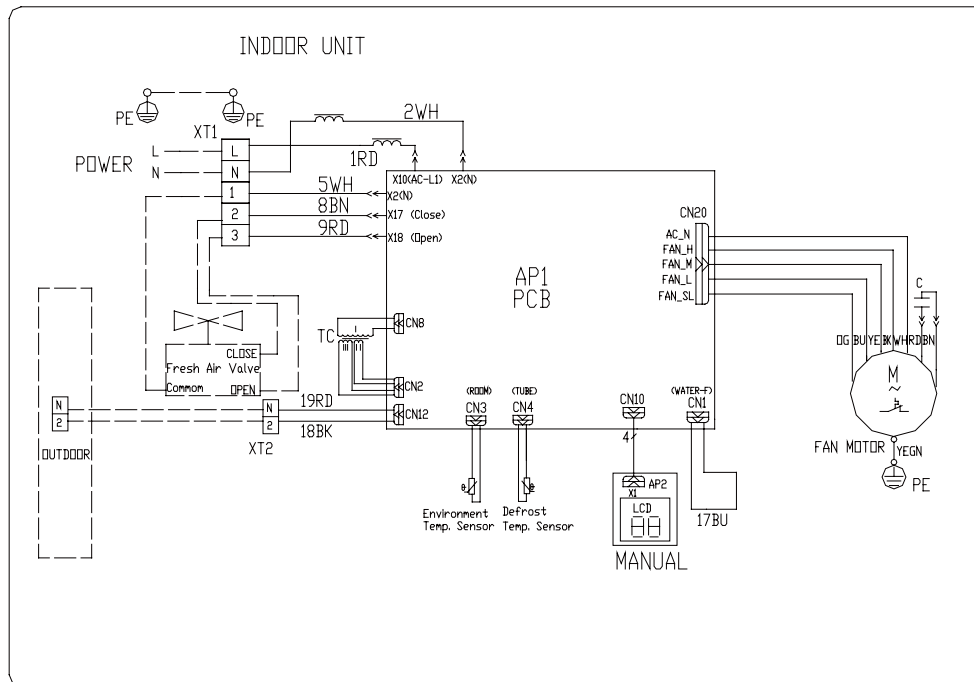 INDOOR UNIT
PE
PE
XT1
2WH
POWER
L
N
L
N
1
2
3
1RD
5WH
8BN
9RD
X10(AC-L1)
X2(N)
X2(N)
X17 (Close)
X18 (Open)
AP1
PCB
CN20
AC_N
FAN_H
FAN_M
FAN_L
FAN_SL
C
OG BU YE BK WH RD BN
M
~
FAN MOTOR
YEGN
PE
TC
I
III
II
CN8
CN2
CN12
CLOSE
Fresh Air Valve
Commom
OPEN
N
2
OUTDOOR
N
2
XT2
19RD
18BK
(ROOM)
CN3
(TUBE)
CN4
CN10
(WATER-F)
CN1
4
Environment
Temp. Sensor
Defrost
Temp. Sensor
AP2
X1
LCD
88
MANUAL
17BU